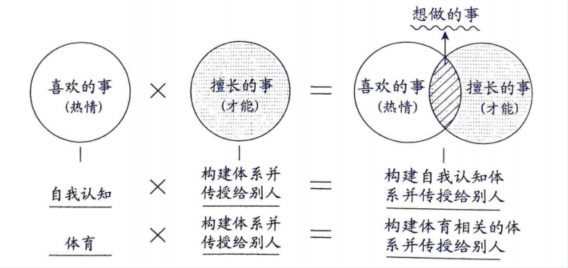 想做的事
喜欢的事
(热情)
×
擅长的事
(才能)
=
喜欢的事
(热情)
擅长的事
(才能)
自我认知
×
构建体系并
传授给别人
=
构建自我认知体
系并传授给别人
体育
×
构建体系并
传授给别人
=
构建体育相关的体
系并传授给别人